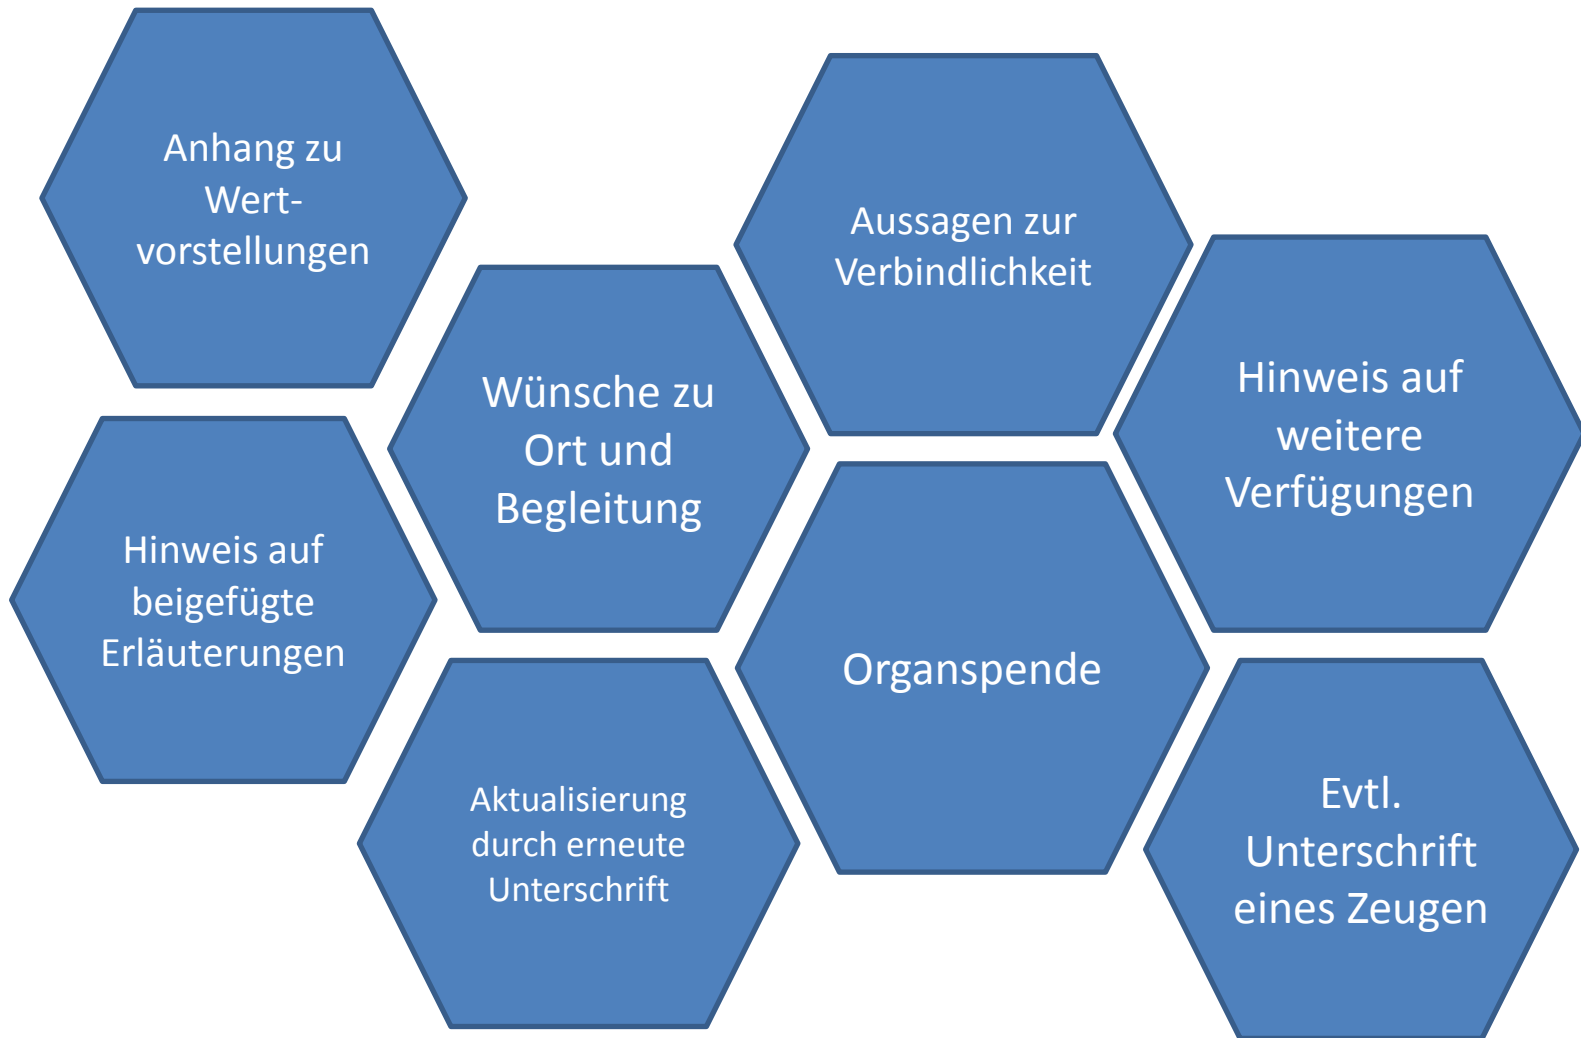 Anhang zu
Wert-
vorstellungen
Aussagen zur
Verbindlichkeit
Wünsche zu
Ort und
Begleitung
Hinweis auf
weitere
Verfügungen
Hinweis auf
beigefügte
Erläuterungen
Organspende
Aktualisierung
durch erneute
Unterschrift
Evtl.
Unterschrift
eines Zeugen